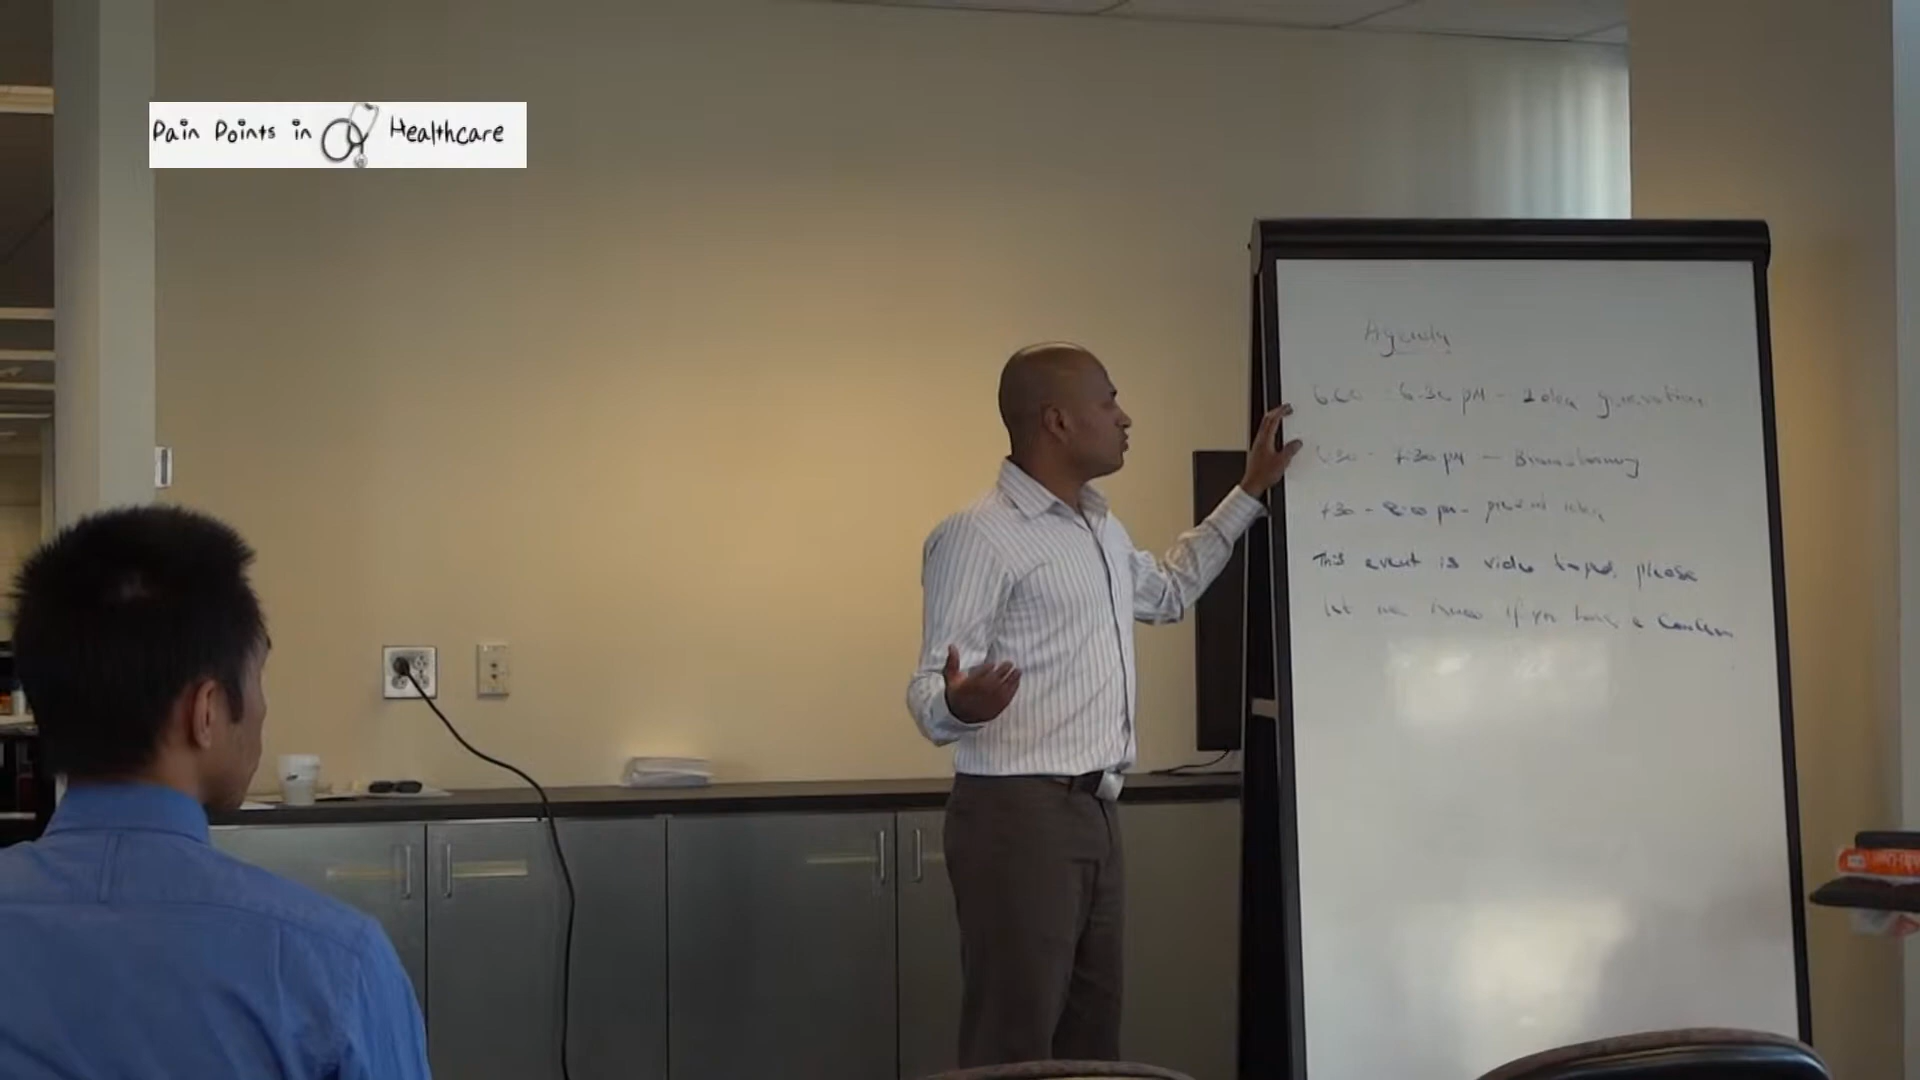 Pain Points in Healthcare
Agenda
6:00 - 6:30 pm - Idea generation
6:30 - 7:30 pm - Brainstorming
7:30 - 8:00 pm - present idea
This event is video taped, please
let me know if you have a concern